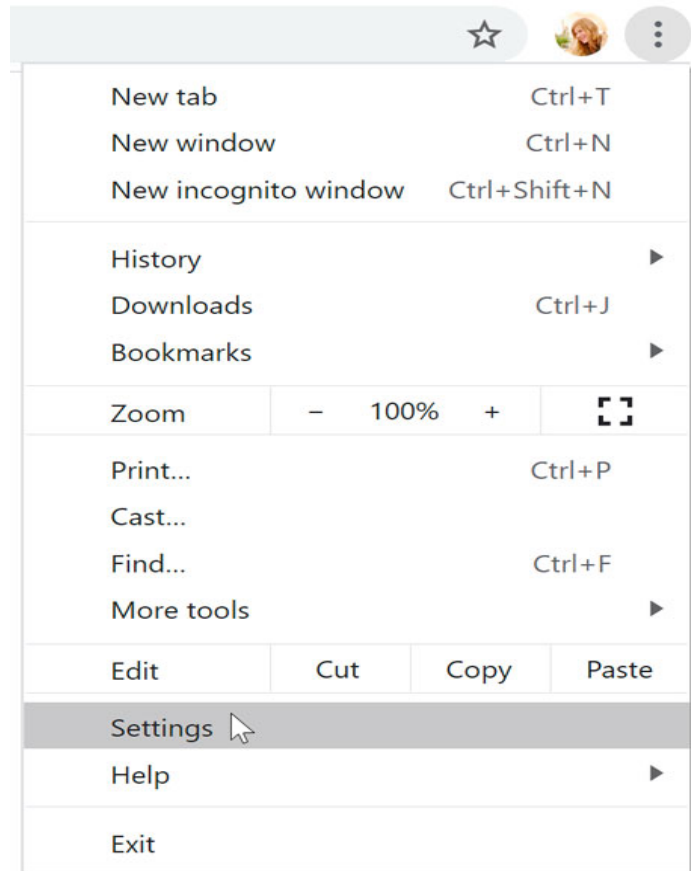 New tab Ctrl+T
New window Ctrl+N
New incognito window Ctrl+Shift+N
History
Downloads Ctrl+J
Bookmarks
Zoom − 100% +
Print... Ctrl+P
Cast...
Find... Ctrl+F
More tools
Edit Cut Copy Paste
Settings
Help
Exit